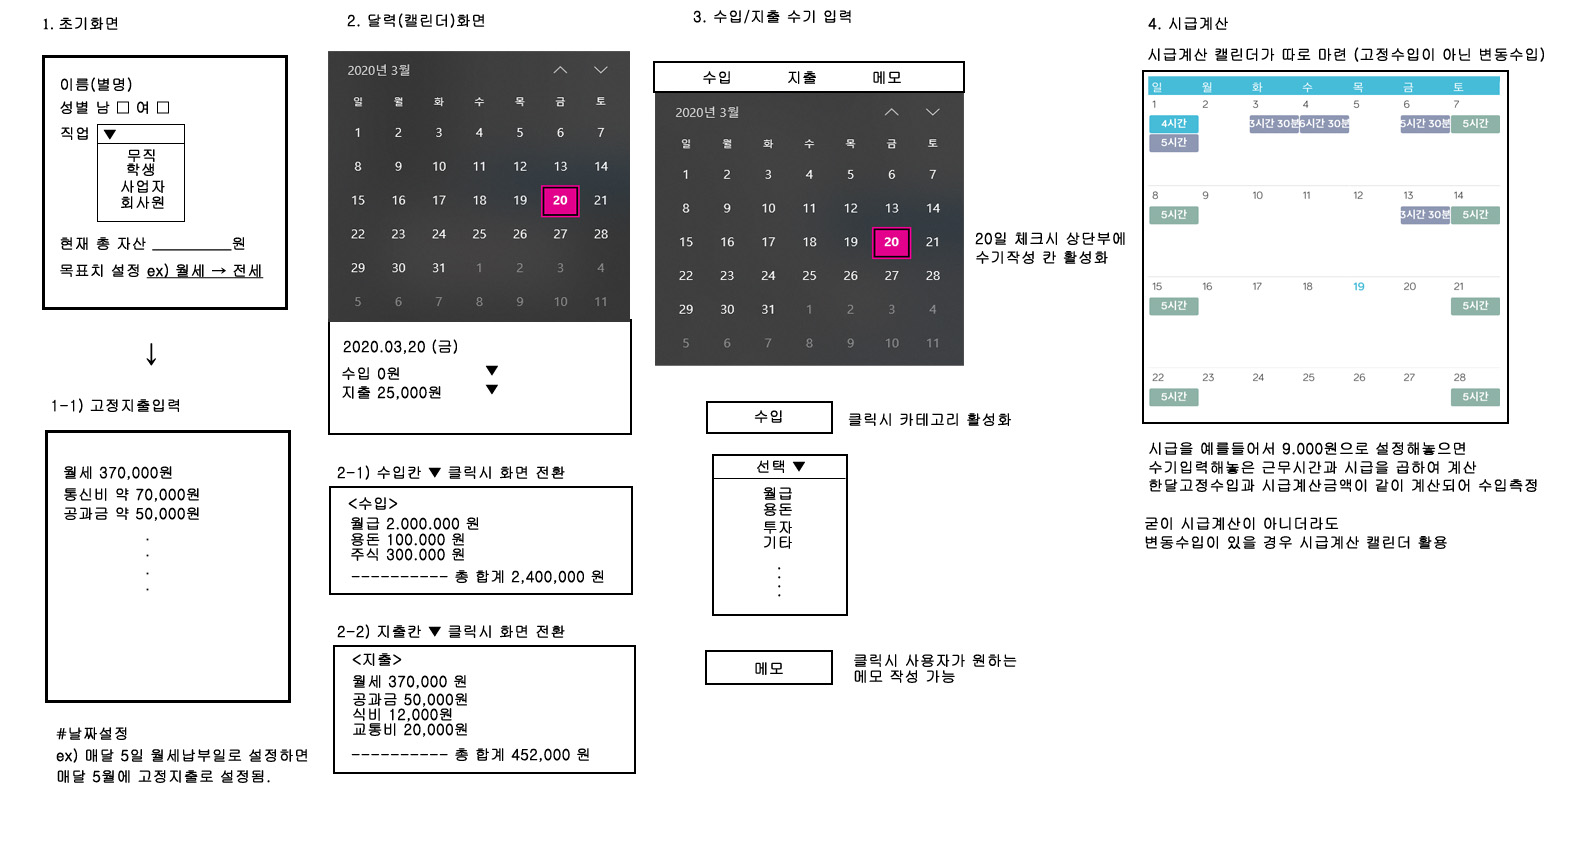 1. 초기화면
이름(별명)
성별 남 □ 여 □
직업 ▼
무직
학생
사업자
회사원
현재 총 자산 __________원
목표치 설정 ex) 월세 → 전세
↓
1-1) 고정지출입력
월세 370,000원
통신비 약 70,000원
공과금 약 50,000원
.
.
.
.
#날짜설정
ex) 매달 5일 월세납부일로 설정하면
매달 5월에 고정지출로 설정됨.
2. 달력(캘린더)화면
2020년 3월
일 월 화 수 목 금 토
1 2 3 4 5 6 7
8 9 10 11 12 13 14
15 16 17 18 19 20 21
22 23 24 25 26 27 28
29 30 31 1 2 3 4
5 6 7 8 9 10 11
2020.03,20 (금)
수입 0원 ▼
지출 25,000원 ▼
2-1) 수입칸 ▼ 클릭시 화면 전환
<수입>
월급 2.000.000 원
용돈 100.000 원
주식 300.000 원
---------- 총 합계 2,400,000 원
2-2) 지출칸 ▼ 클릭시 화면 전환
<지출>
월세 370,000 원
공과금 50,000원
식비 12,000원
교통비 20,000원
---------- 총 합계 452,000 원
3. 수입/지출 수기 입력
수입 지출 메모
2020년 3월
일 월 화 수 목 금 토
1 2 3 4 5 6 7
8 9 10 11 12 13 14
15 16 17 18 19 20 21
22 23 24 25 26 27 28
29 30 31 1 2 3 4
5 6 7 8 9 10 11
20일 체크시 상단부에
수기작성 칸 활성화
수입 클릭시 카테고리 활성화
선택 ▼
월급
용돈
투자
기타
.
.
.
.
메모
클릭시 사용자가 원하는
메모 작성 가능
4. 시급계산
시급계산 캘린더가 따로 마련 (고정수입이 아닌 변동수입)
일 월 화 수 목 금 토
1 2 3 4 5 6 7
4시간 3시간 30분 6시간 30분 5시간 30분 5시간
5시간
8 9 10 11 12 13 14
5시간 3시간 30분 5시간
15 16 17 18 19 20 21
5시간 5시간
22 23 24 25 26 27 28
5시간 5시간
시급을 예를들어서 9.000원으로 설정해놓으면
수기입력해놓은 근무시간과 시급을 곱하여 계산
한달고정수입과 시급계산금액이 같이 계산되어 수입측정
굳이 시급계산이 아니더라도
변동수입이 있을 경우 시급계산 캘린더 활용